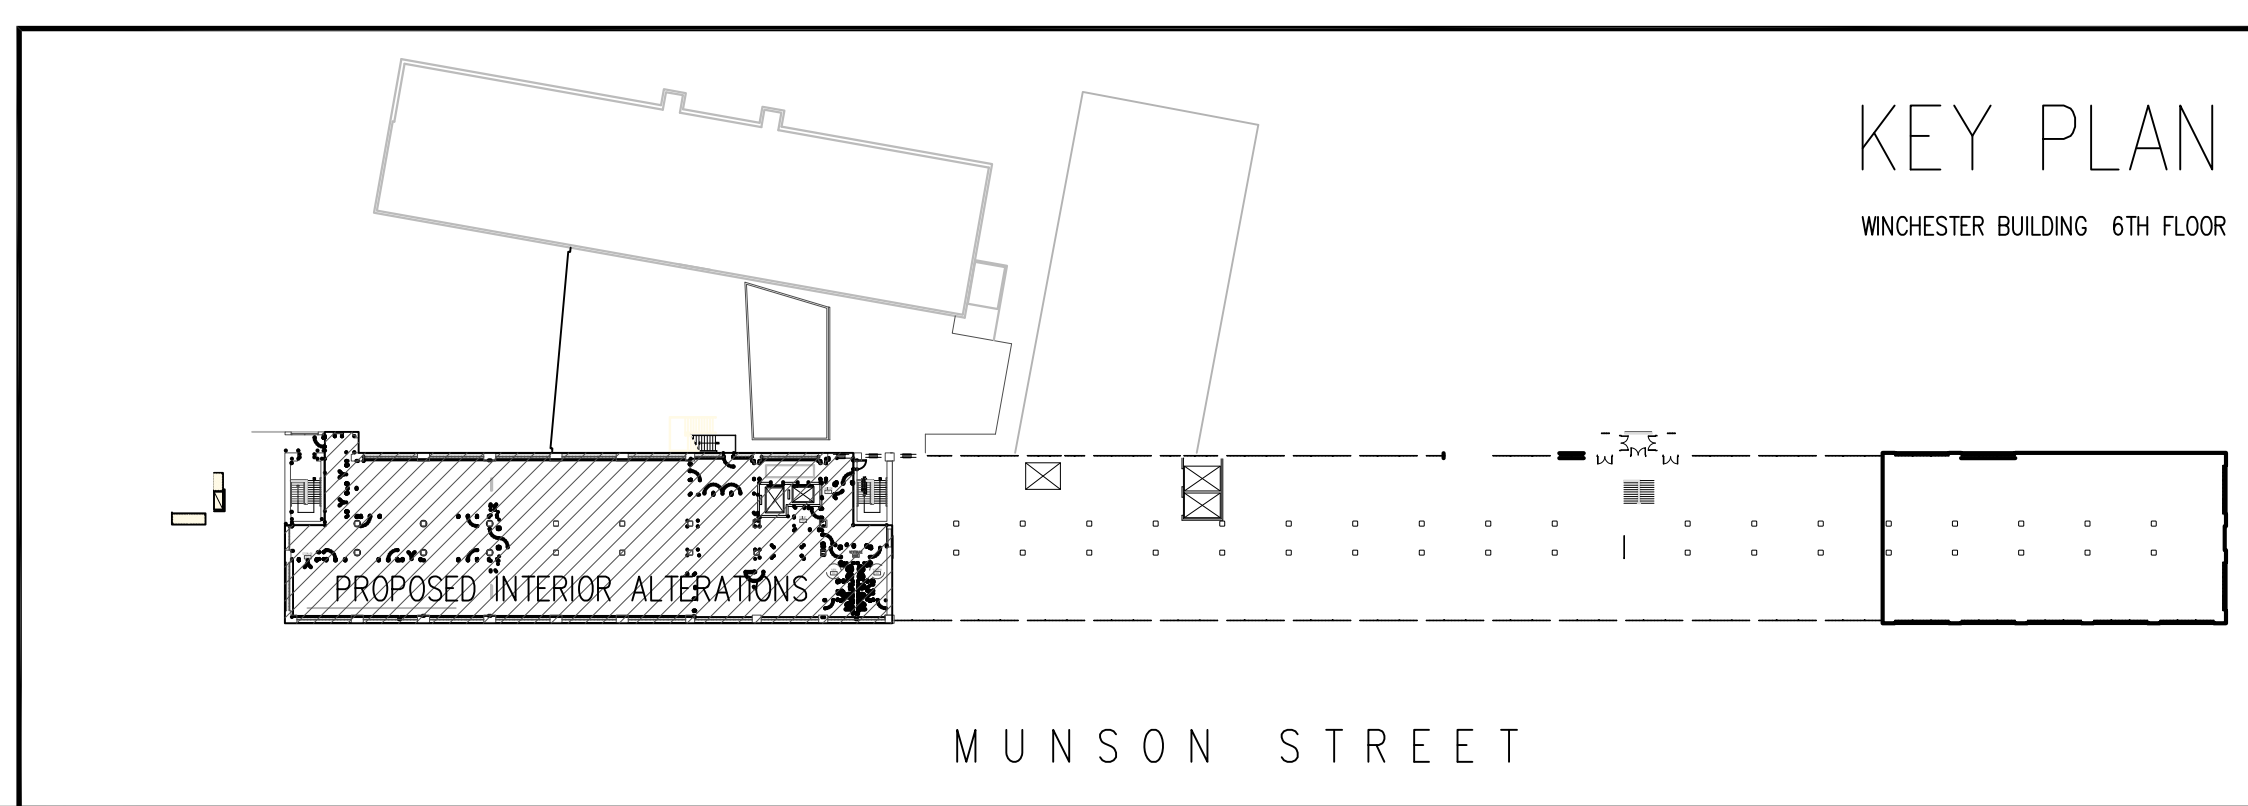 KEY PLAN
WINCHESTER BUILDING 6TH FLOOR
PROPOSED INTERIOR ALTERATIONS
MUNSON STREET